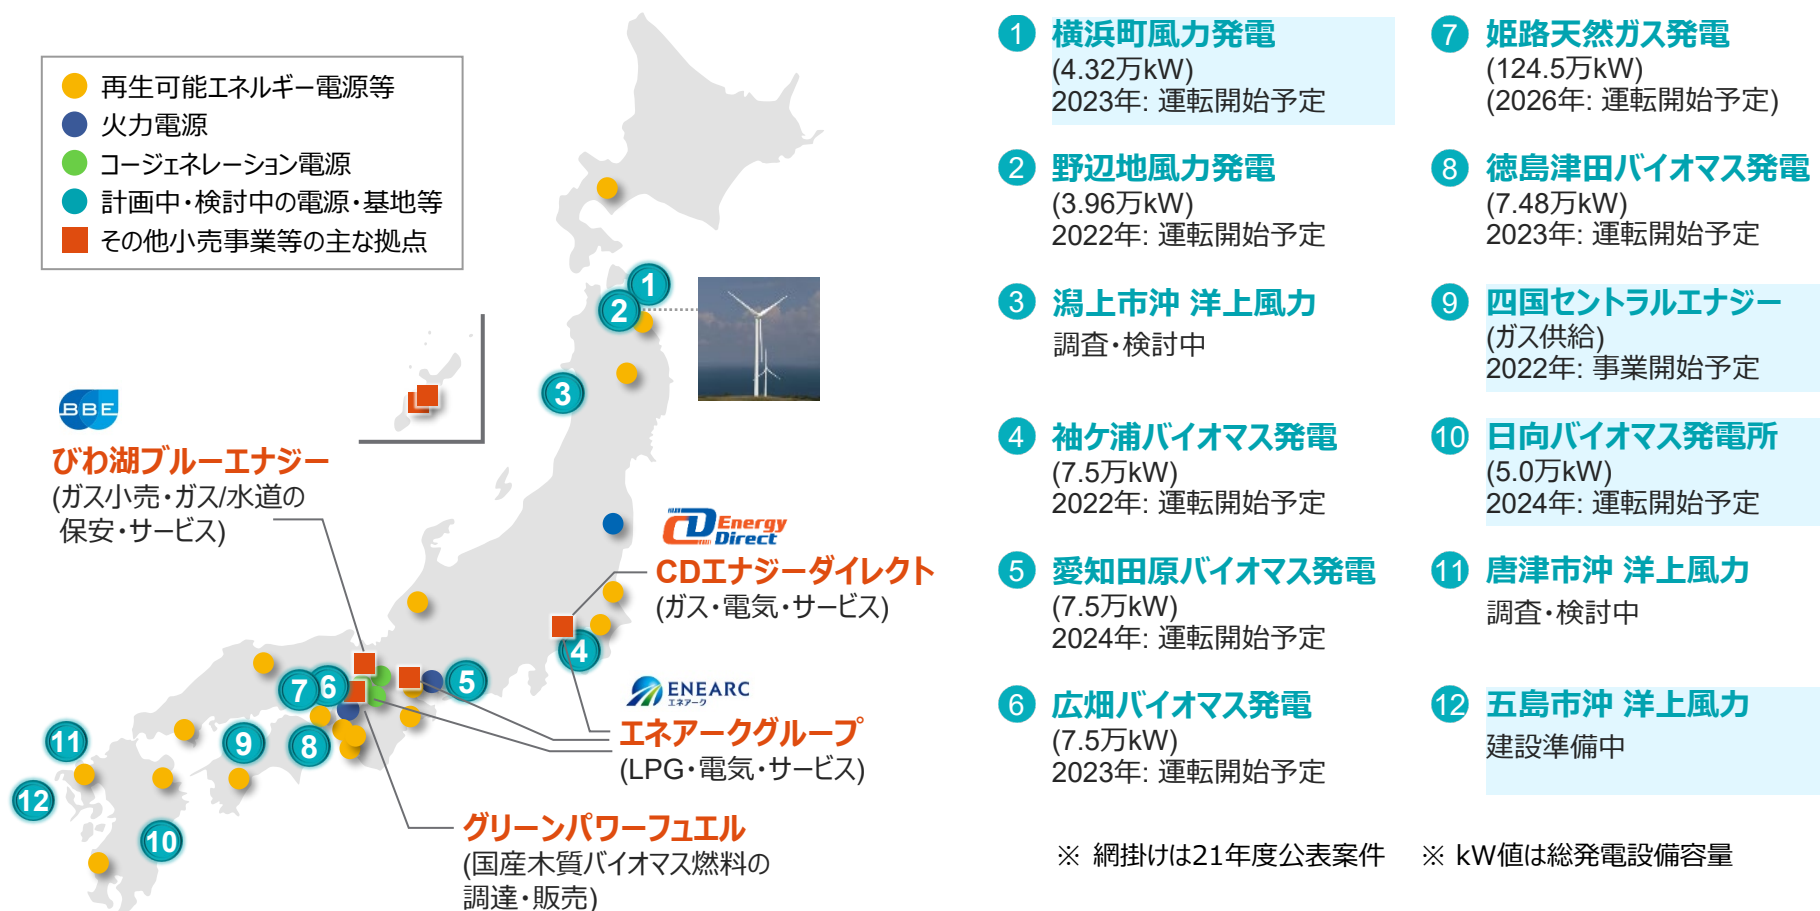 再生可能エネルギー電源等
火力電源
コージェネレーション電源
計画中・検討中の電源・基地等
その他小売事業等の主な拠点
1
2
3
BBE
びわ湖ブルーエナジー
(ガス小売・ガス/水道の
保安・サービス)
CD Energy
Direct
CDエナジーダイレクト
(ガス・電気・サービス)
4
5
6
7
ENEARC
エネアーク
エネアークグループ
(LPG・電気・サービス)
8
9
10
11
12
グリーンパワーフュエル
(国産木質バイオマス燃料の
調達・販売)
1 横浜町風力発電
(4.32万kW)
2023年: 運転開始予定
2 野辺地風力発電
(3.96万kW)
2022年: 運転開始予定
3 潟上市沖 洋上風力
調査・検討中
4 袖ケ浦バイオマス発電
(7.5万kW)
2022年: 運転開始予定
5 愛知田原バイオマス発電
(7.5万kW)
2024年: 運転開始予定
6 広畑バイオマス発電
(7.5万kW)
2023年: 運転開始予定
7 姫路天然ガス発電
(124.5万kW)
(2026年: 運転開始予定)
8 徳島津田バイオマス発電
(7.48万kW)
2023年: 運転開始予定
9 四国セントラルエナジー
(ガス供給)
2022年: 事業開始予定
10 日向バイオマス発電所
(5.0万kW)
2024年: 運転開始予定
11 唐津市沖 洋上風力
調査・検討中
12 五島市沖 洋上風力
建設準備中
※ 網掛けは21年度公表案件 ※ kW値は総発電設備容量